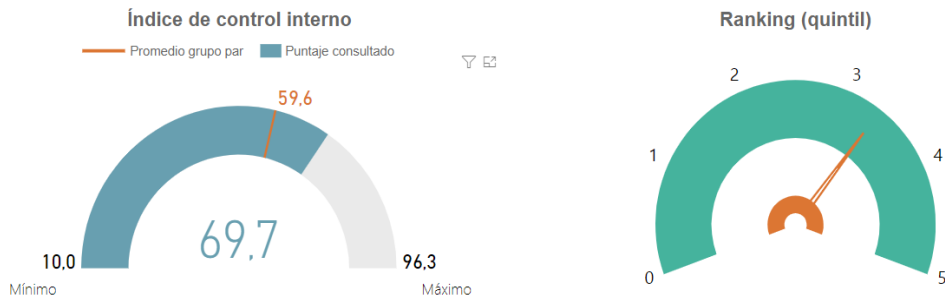 Índice de control interno
Promedio grupo par
Puntaje consultado
59,6
69,7
10,0
96,3
Mínimo
Máximo
Ranking (quintil)
0
1
2
3
4
5